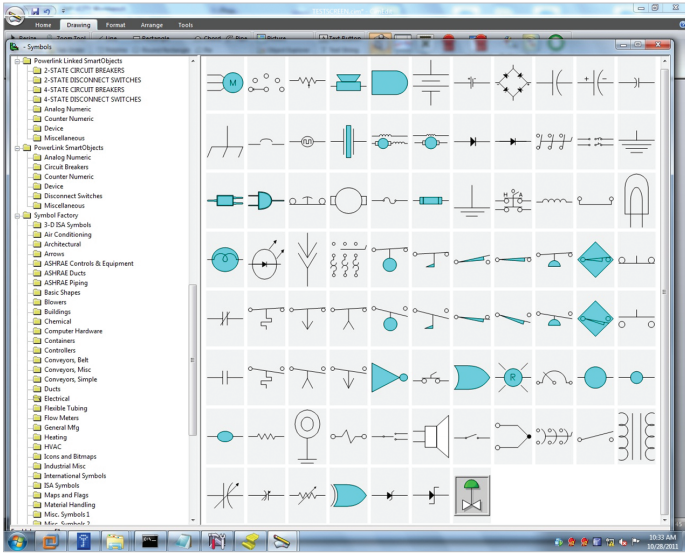 Home Drawing Format Arrange Tools
- Symbols
Powerlink Linked SmartObjects
2-STATE CIRCUIT BREAKERS
2-STATE DISCONNECT SWITCHES
4-STATE CIRCUIT BREAKERS
4-STATE DISCONNECT SWITCHES
Analog Numeric
Counter Numeric
Device
Miscellaneous
PowerLink SmartObjects
Analog Numeric
Circuit Breakers
Counter Numeric
Device
Disconnect Switches
Miscellaneous
Symbol Factory
3-D ISA Symbols
Air Conditioning
Architectural
Arrows
ASHRAE Controls & Equipment
ASHRAE Ducts
ASHRAE Piping
Basic Shapes
Blowers
Buildings
Chemical
Computer Hardware
Containers
Controllers
Conveyors, Belt
Conveyors, Misc
Conveyors, Simple
Ducts
Electrical
Flexible Tubing
Flow Meters
General Mfg
Heating
HVAC
Icons and Bitmaps
Industrial Misc
International Symbols
ISA Symbols
Maps and Flags
Material Handling
Misc. Symbols 1
Misc. Symbols 2
M
+ -
H A
R
10:33 AM
10/28/2011